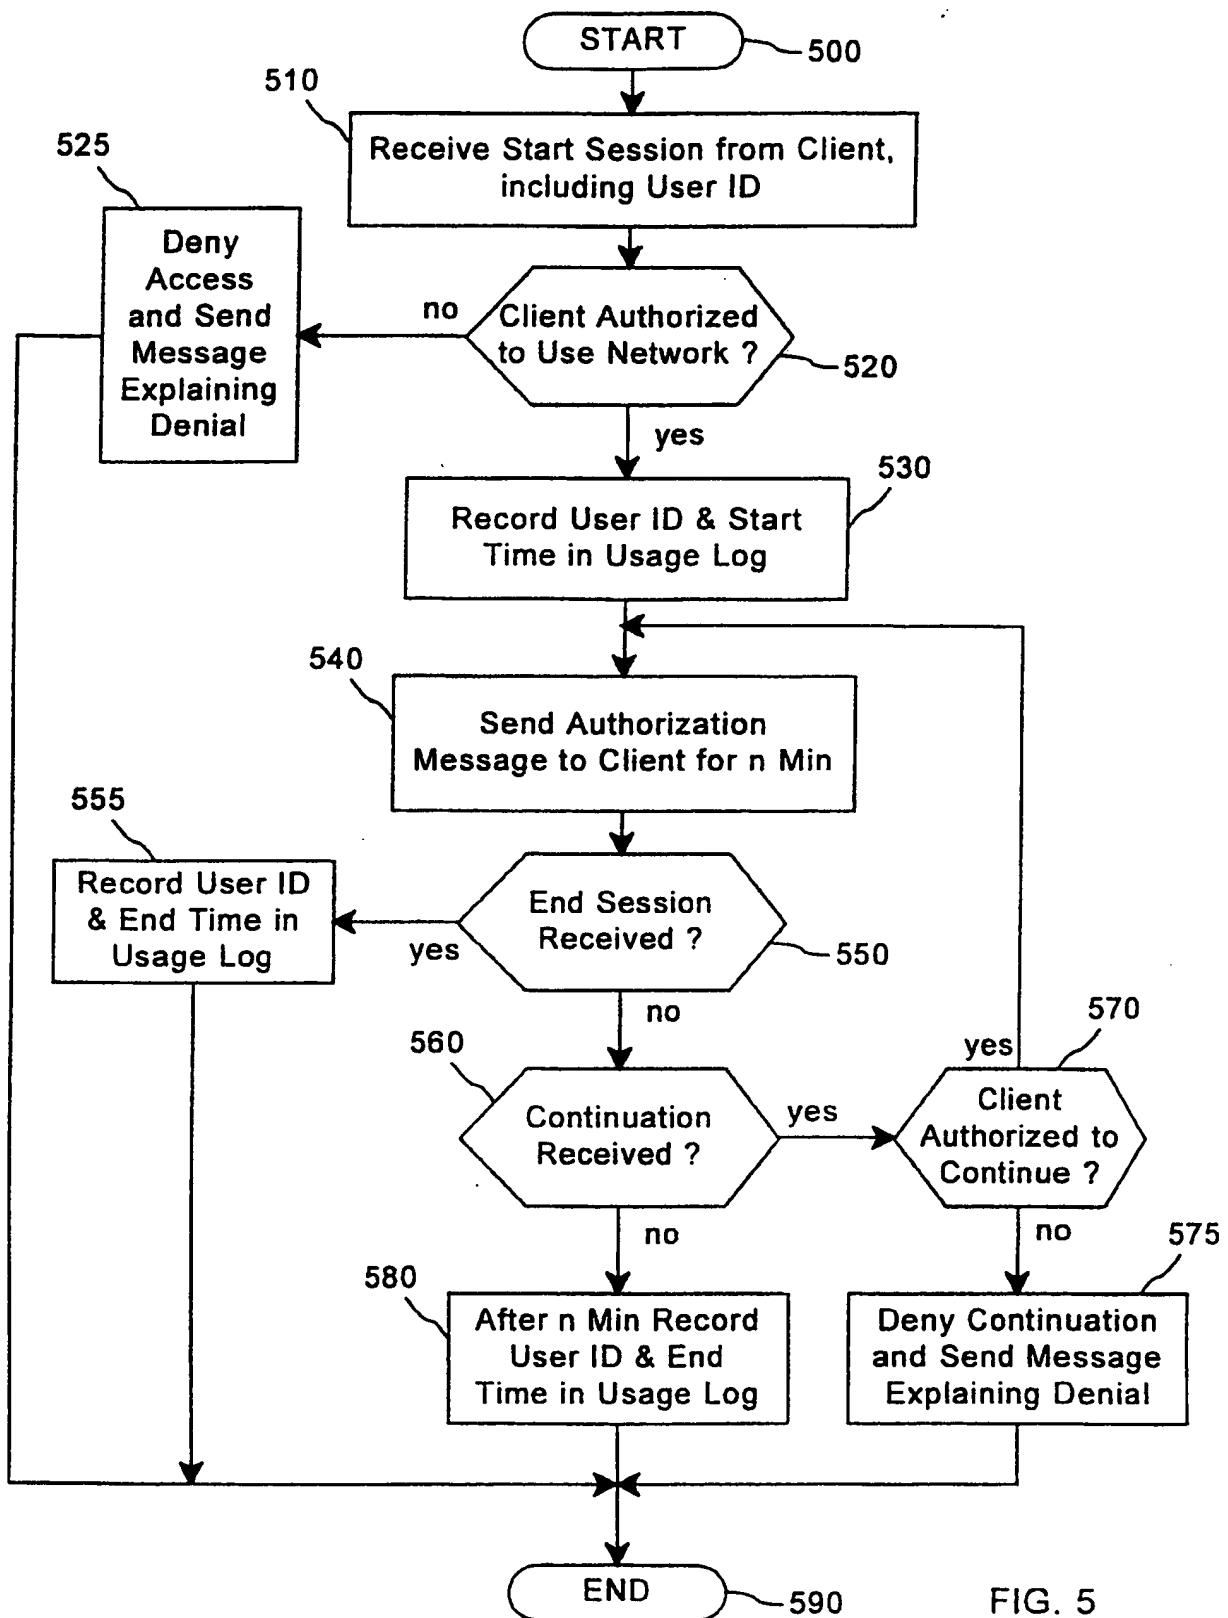 START
500
510
Receive Start Session from Client,
including User ID
525
Deny
Access
and Send
Message
Explaining
Denial
no
Client Authorized
to Use Network ?
520
yes
530
Record User ID & Start
Time in Usage Log
540
Send Authorization
Message to Client for n Min
555
Record User ID
& End Time in
Usage Log
yes
End Session
Received ?
550
no
560
Continuation
Received ?
yes
570
yes
Client
Authorized to
Continue ?
no
no
575
580
After n Min Record
User ID & End
Time in Usage Log
Deny Continuation
and Send Message
Explaining Denial
END
590
FIG. 5